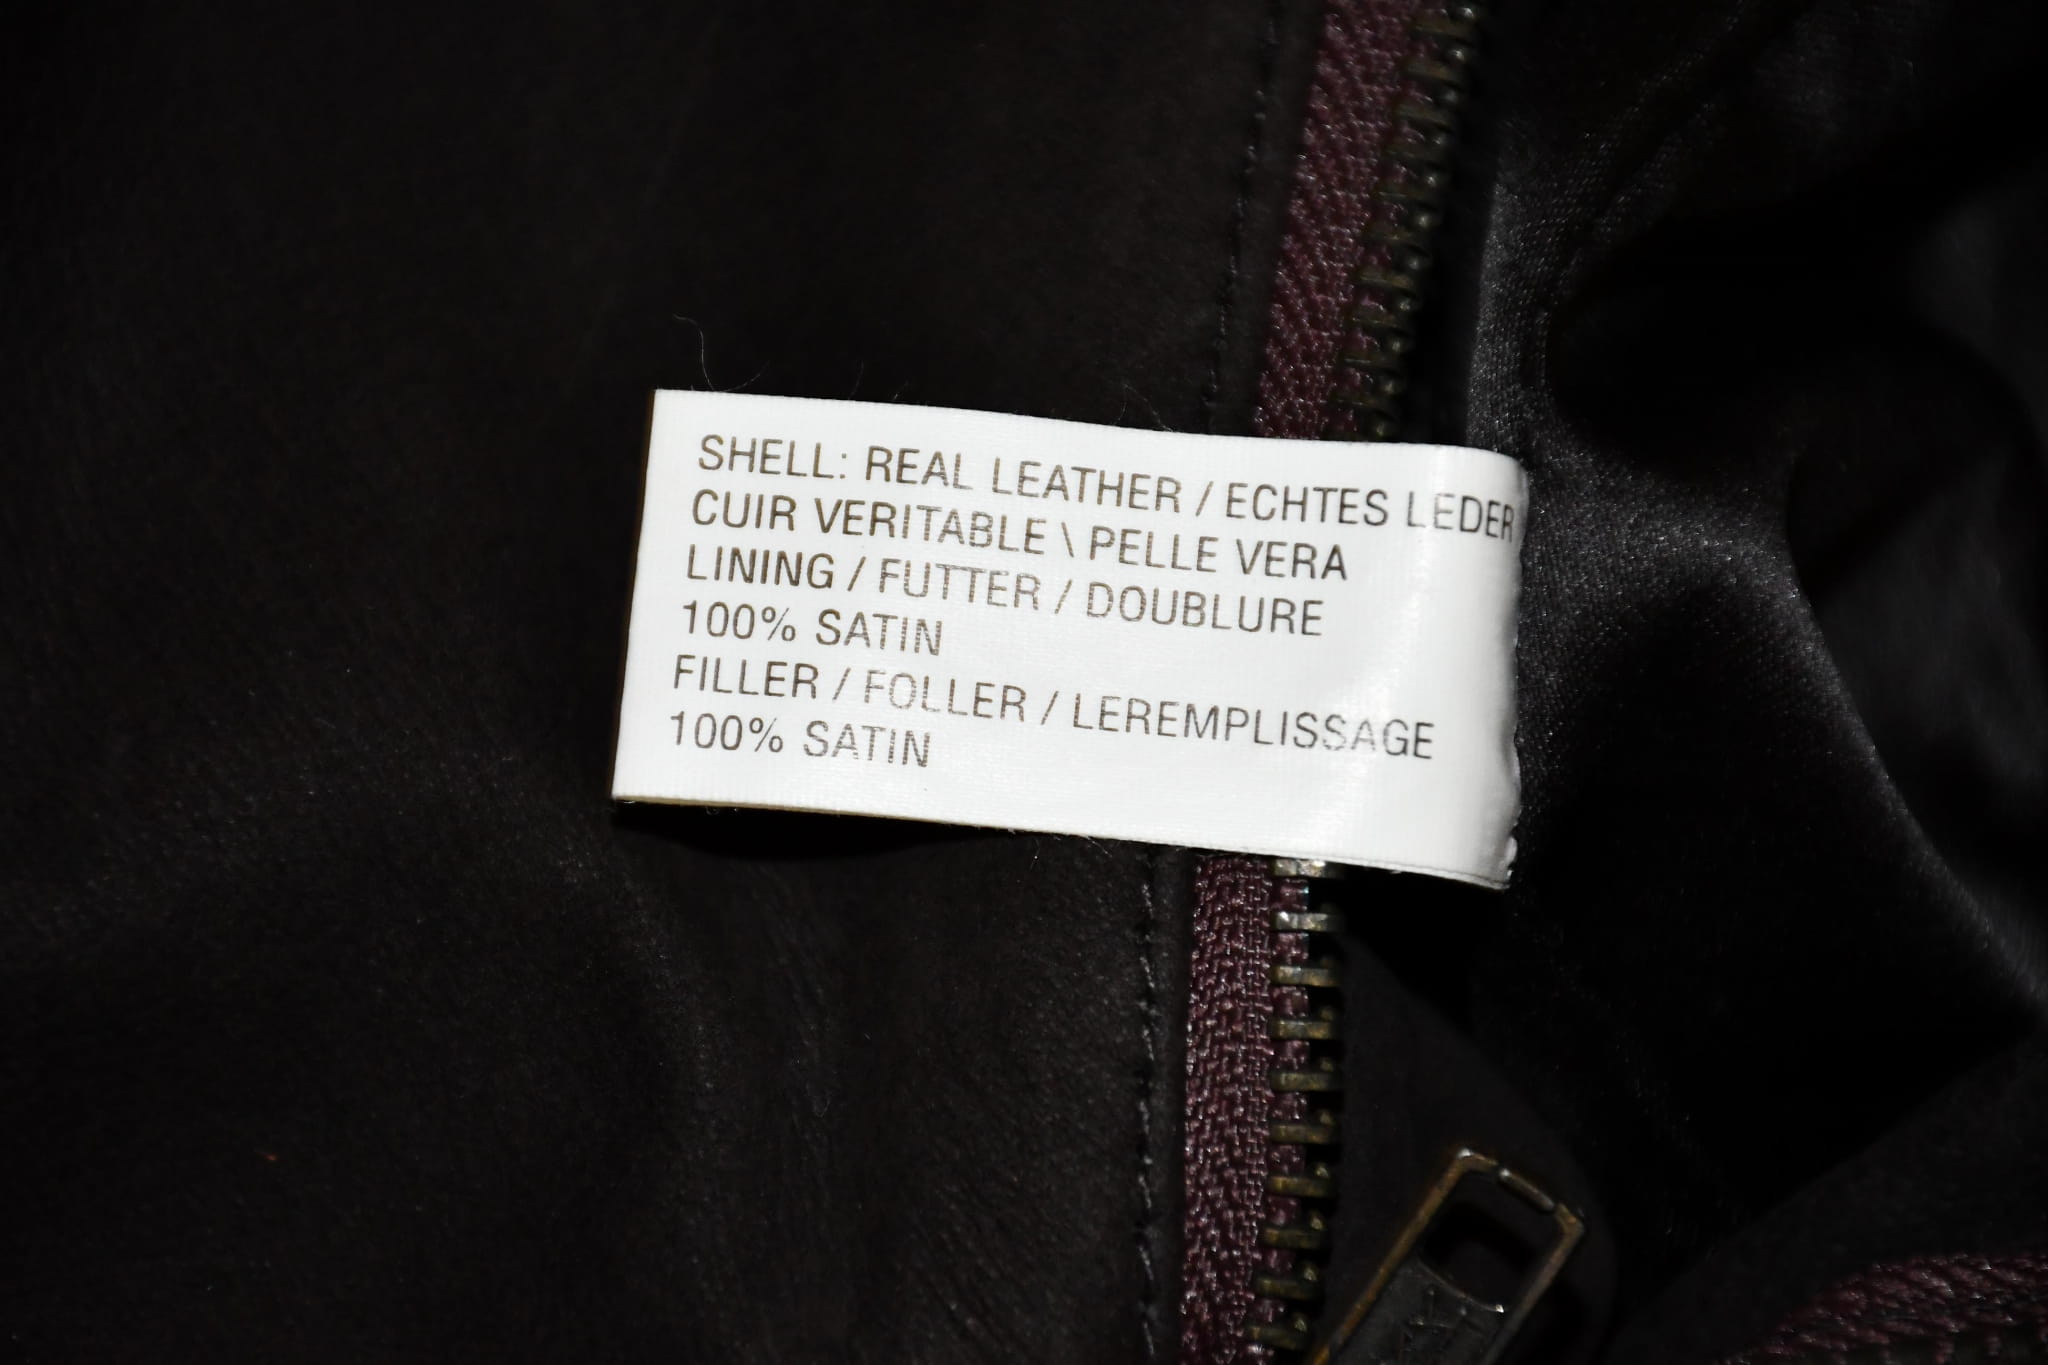 SHELL: REAL LEATHER / ECHTES LEDER
CUIR VERITABLE \ PELLE VERA
LINING / FUTTER / DOUBLURE
100% SATIN
FILLER / FOLLER / LEREMPLISSAGE
100% SATIN